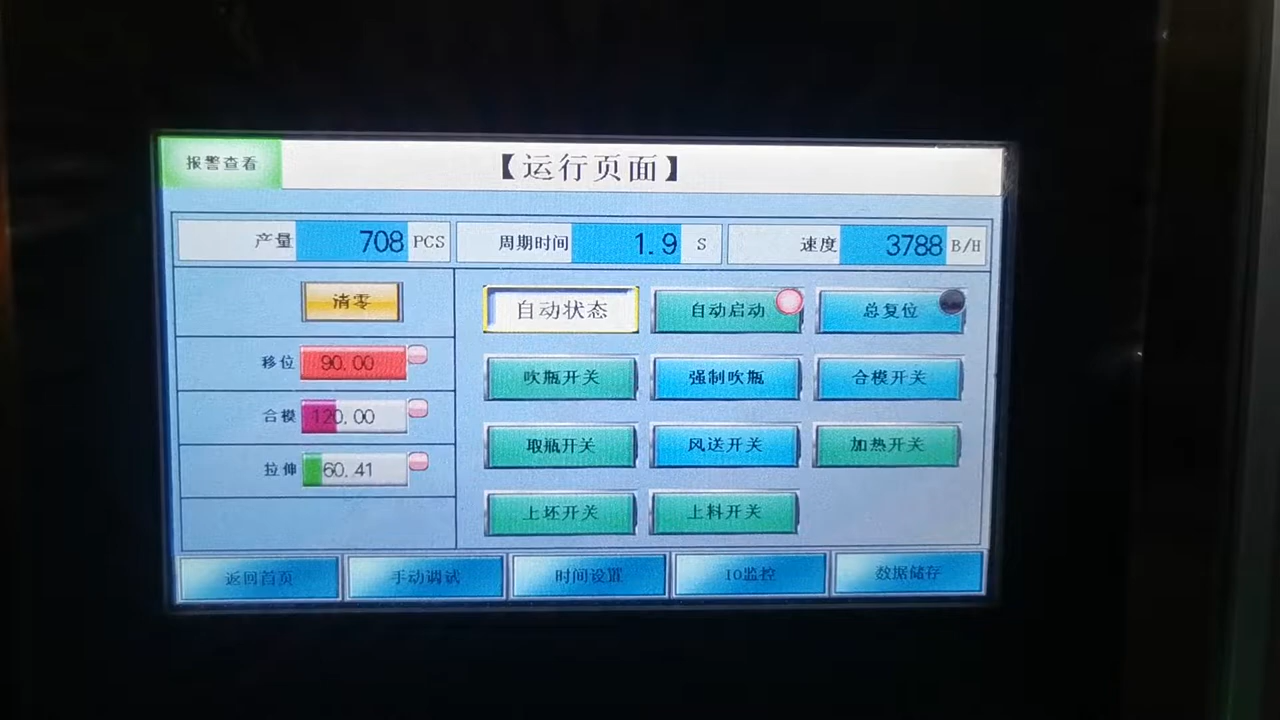 报警查看 【运行页面】
产量 708 PCS 周期时间 1.9 S 速度 3788 B/H
清零 自动状态 自动启动 总复位
移位 90.00 吹瓶开关 强制吹瓶 合模开关
合模 120.00 取瓶开关 风送开关 加热开关
拉伸 60.41
上坯开关 上料开关
返回首页 手动调试 时间设置 IO监控 数据储存